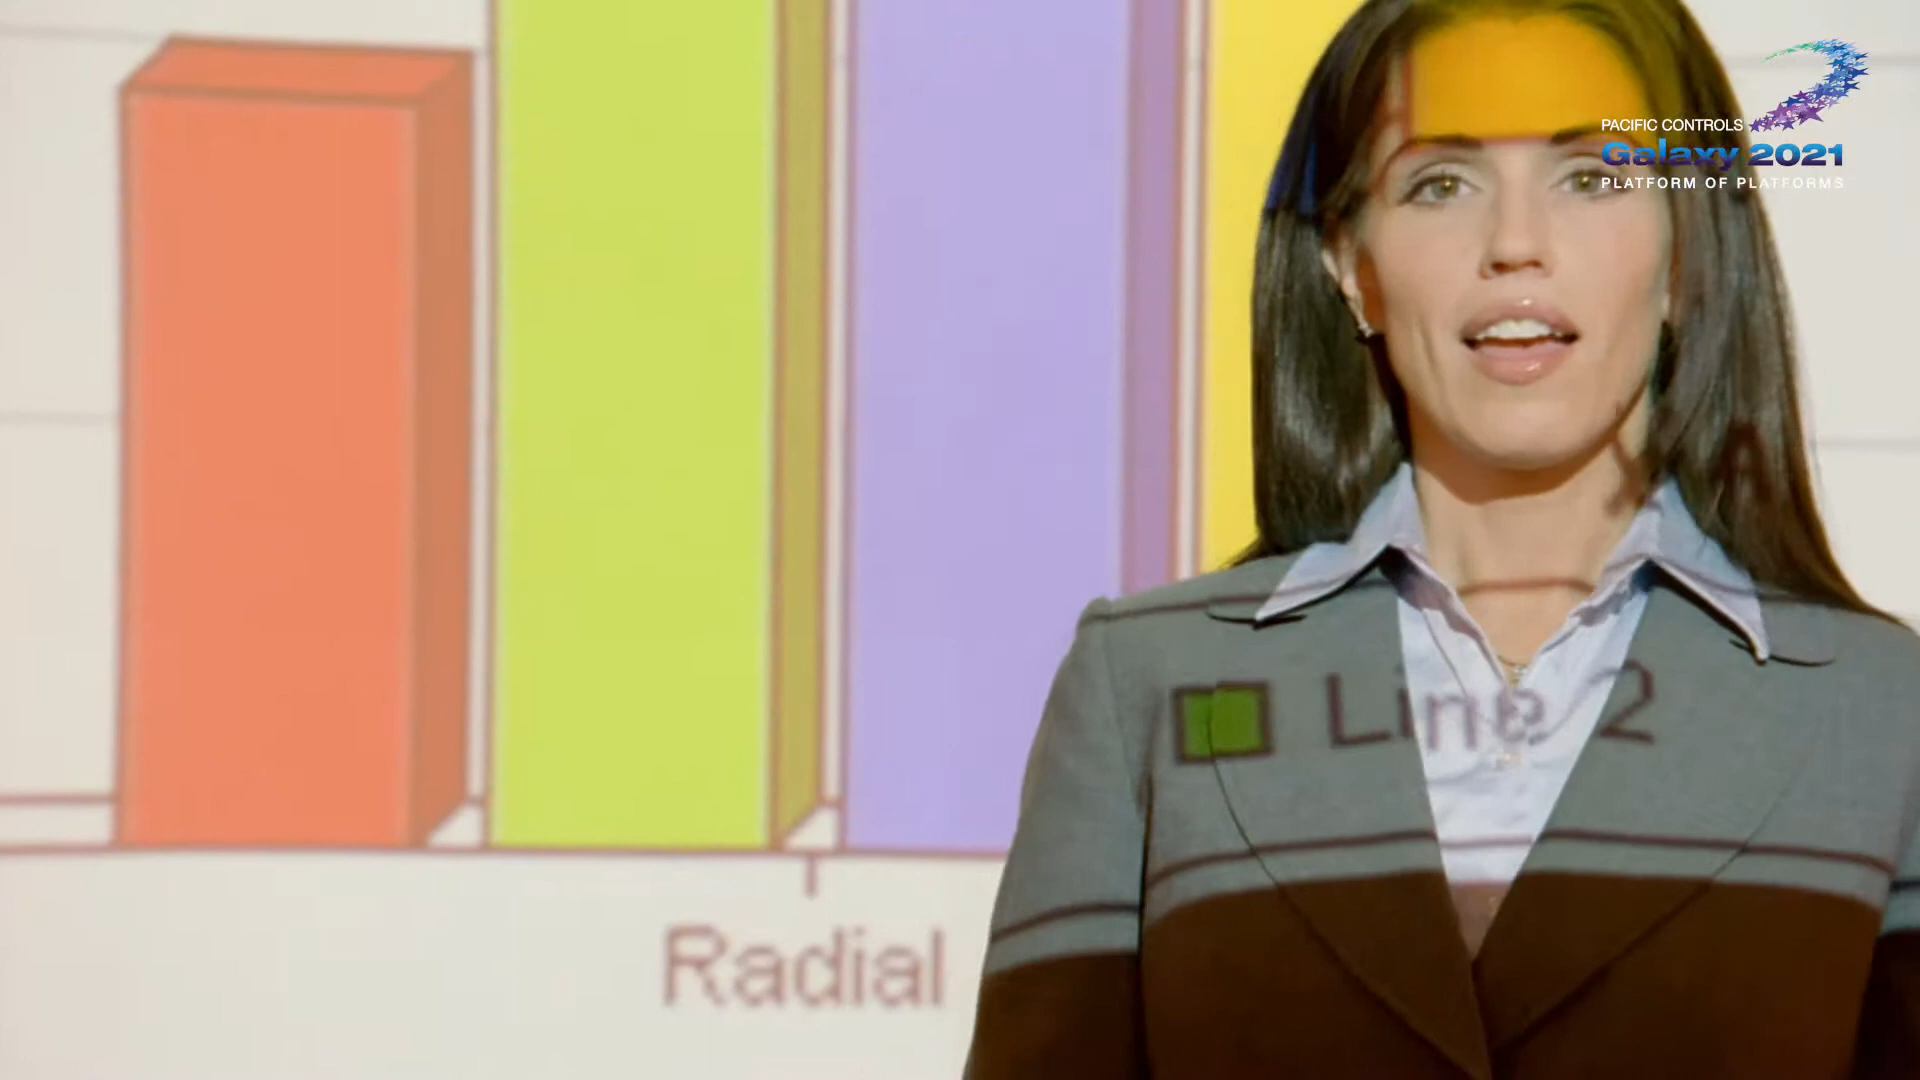 PACIFIC CONTROLS
Galaxy 2021
PLATFORM OF PLATFORMS
Line 2
Radial